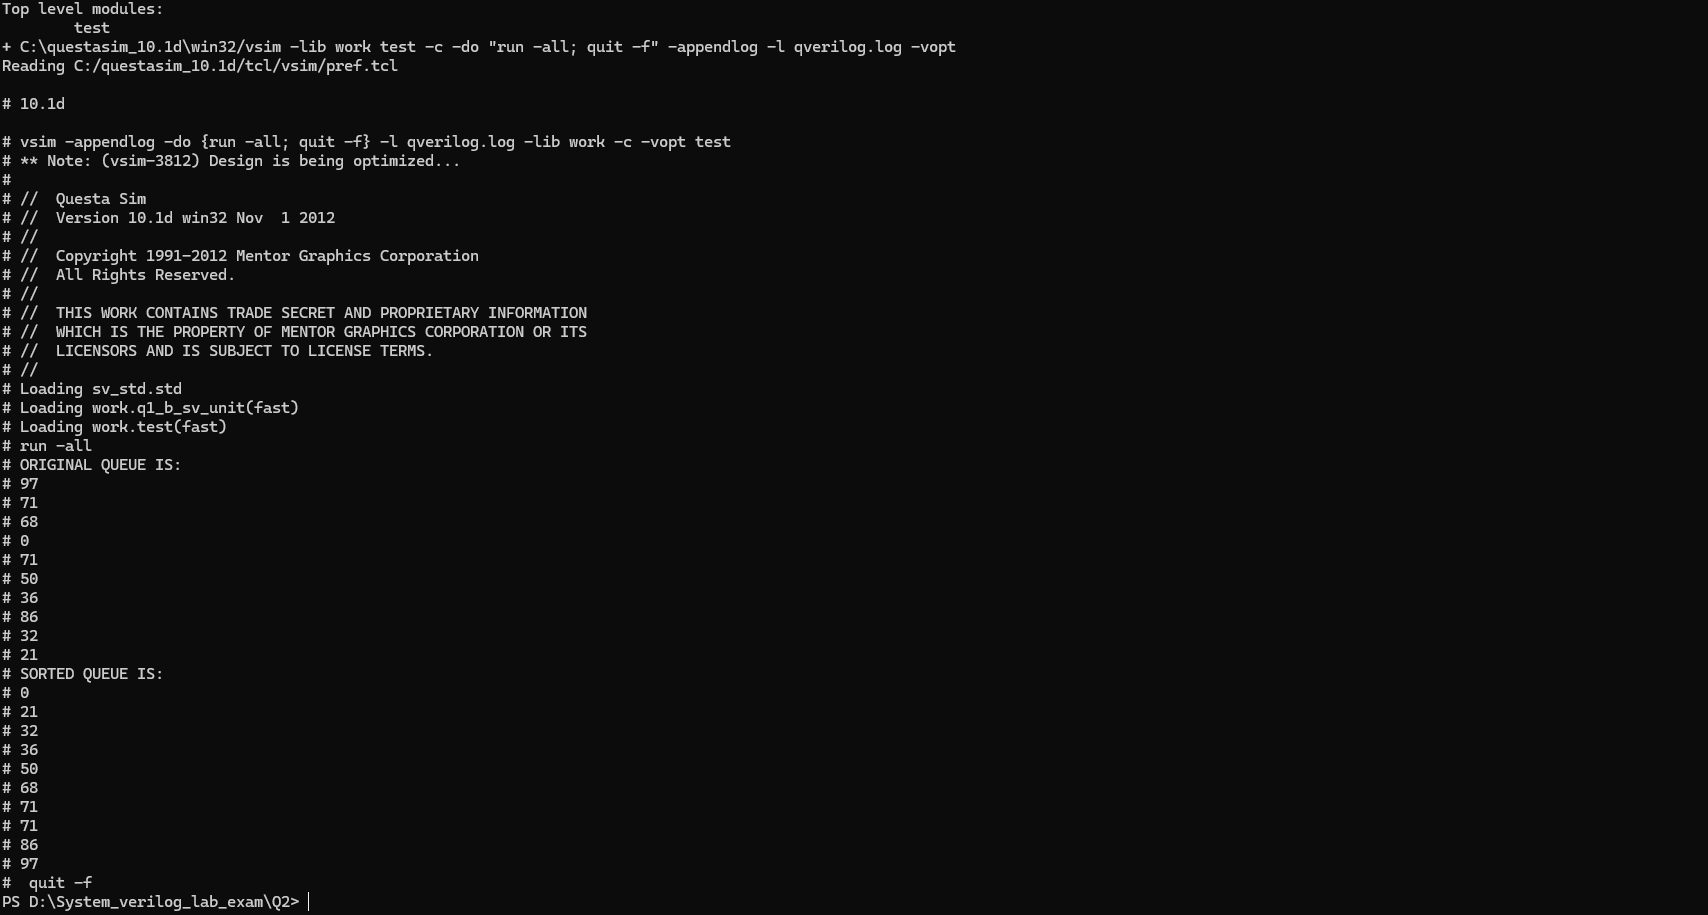 Top level modules:
        test
+ C:\questasim_10.1d\win32/vsim -lib work test -c -do "run -all; quit -f" -appendlog -l qverilog.log -vopt
Reading C:/questasim_10.1d/tcl/vsim/pref.tcl

# 10.1d

# vsim -appendlog -do {run -all; quit -f} -l qverilog.log -lib work -c -vopt test
# ** Note: (vsim-3812) Design is being optimized...
#
# //  Questa Sim
# //  Version 10.1d win32 Nov  1 2012
# //
# //  Copyright 1991-2012 Mentor Graphics Corporation
# //  All Rights Reserved.
# //
# //  THIS WORK CONTAINS TRADE SECRET AND PROPRIETARY INFORMATION
# //  WHICH IS THE PROPERTY OF MENTOR GRAPHICS CORPORATION OR ITS
# //  LICENSORS AND IS SUBJECT TO LICENSE TERMS.
# //
# Loading sv_std.std
# Loading work.q1_b_sv_unit(fast)
# Loading work.test(fast)
# run -all
# ORIGINAL QUEUE IS:
# 97
# 71
# 68
# 0
# 71
# 50
# 36
# 86
# 32
# 21
# SORTED QUEUE IS:
# 0
# 21
# 32
# 36
# 50
# 68
# 71
# 71
# 86
# 97
#  quit -f
PS D:\System_verilog_lab_exam\Q2>